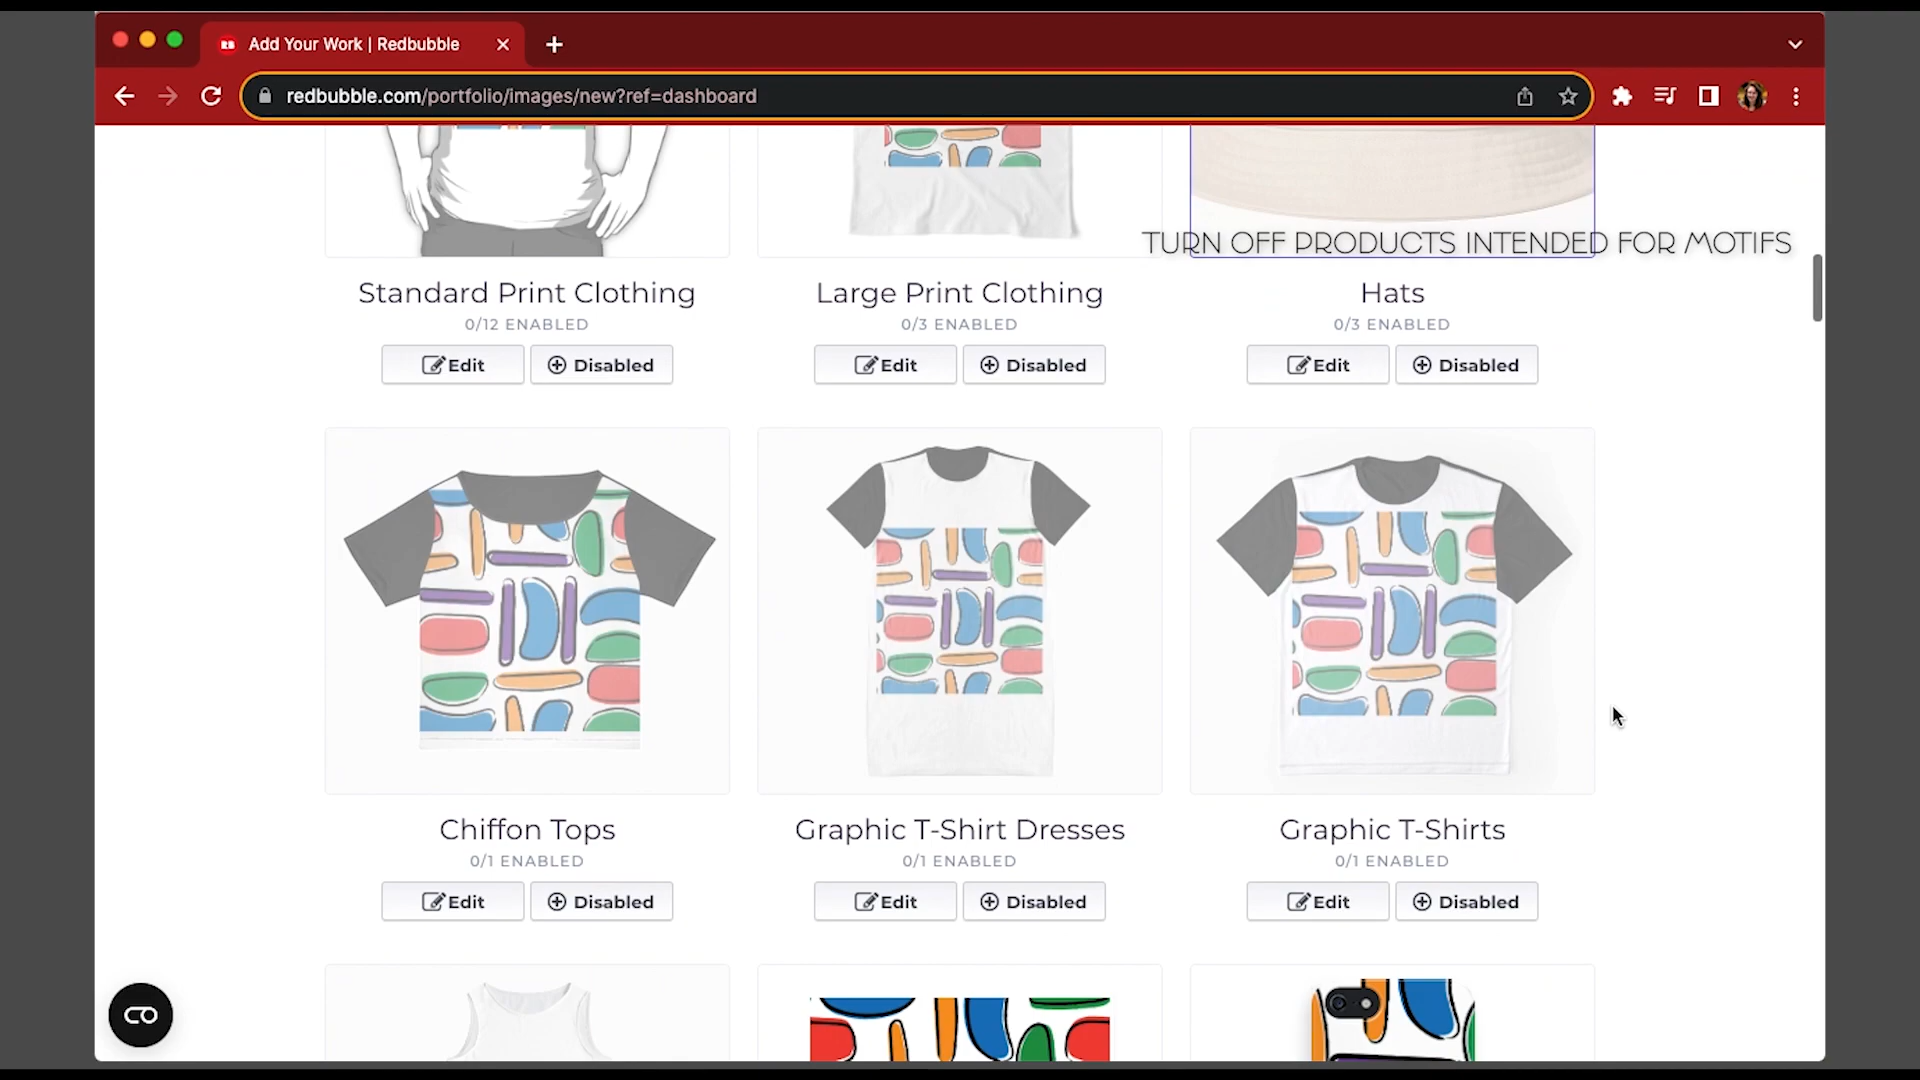 RB Add Your Work | Redbubble
redbubble.com/portfolio/images/new?ref=dashboard
TURN OFF PRODUCTS INTENDED FOR MOTIFS
Standard Print Clothing
0/12 ENABLED
Edit
Disabled
Large Print Clothing
0/3 ENABLED
Edit
Disabled
Hats
0/3 ENABLED
Edit
Disabled
Chiffon Tops
0/1 ENABLED
Edit
Disabled
Graphic T-Shirt Dresses
0/1 ENABLED
Edit
Disabled
Graphic T-Shirts
0/1 ENABLED
Edit
Disabled